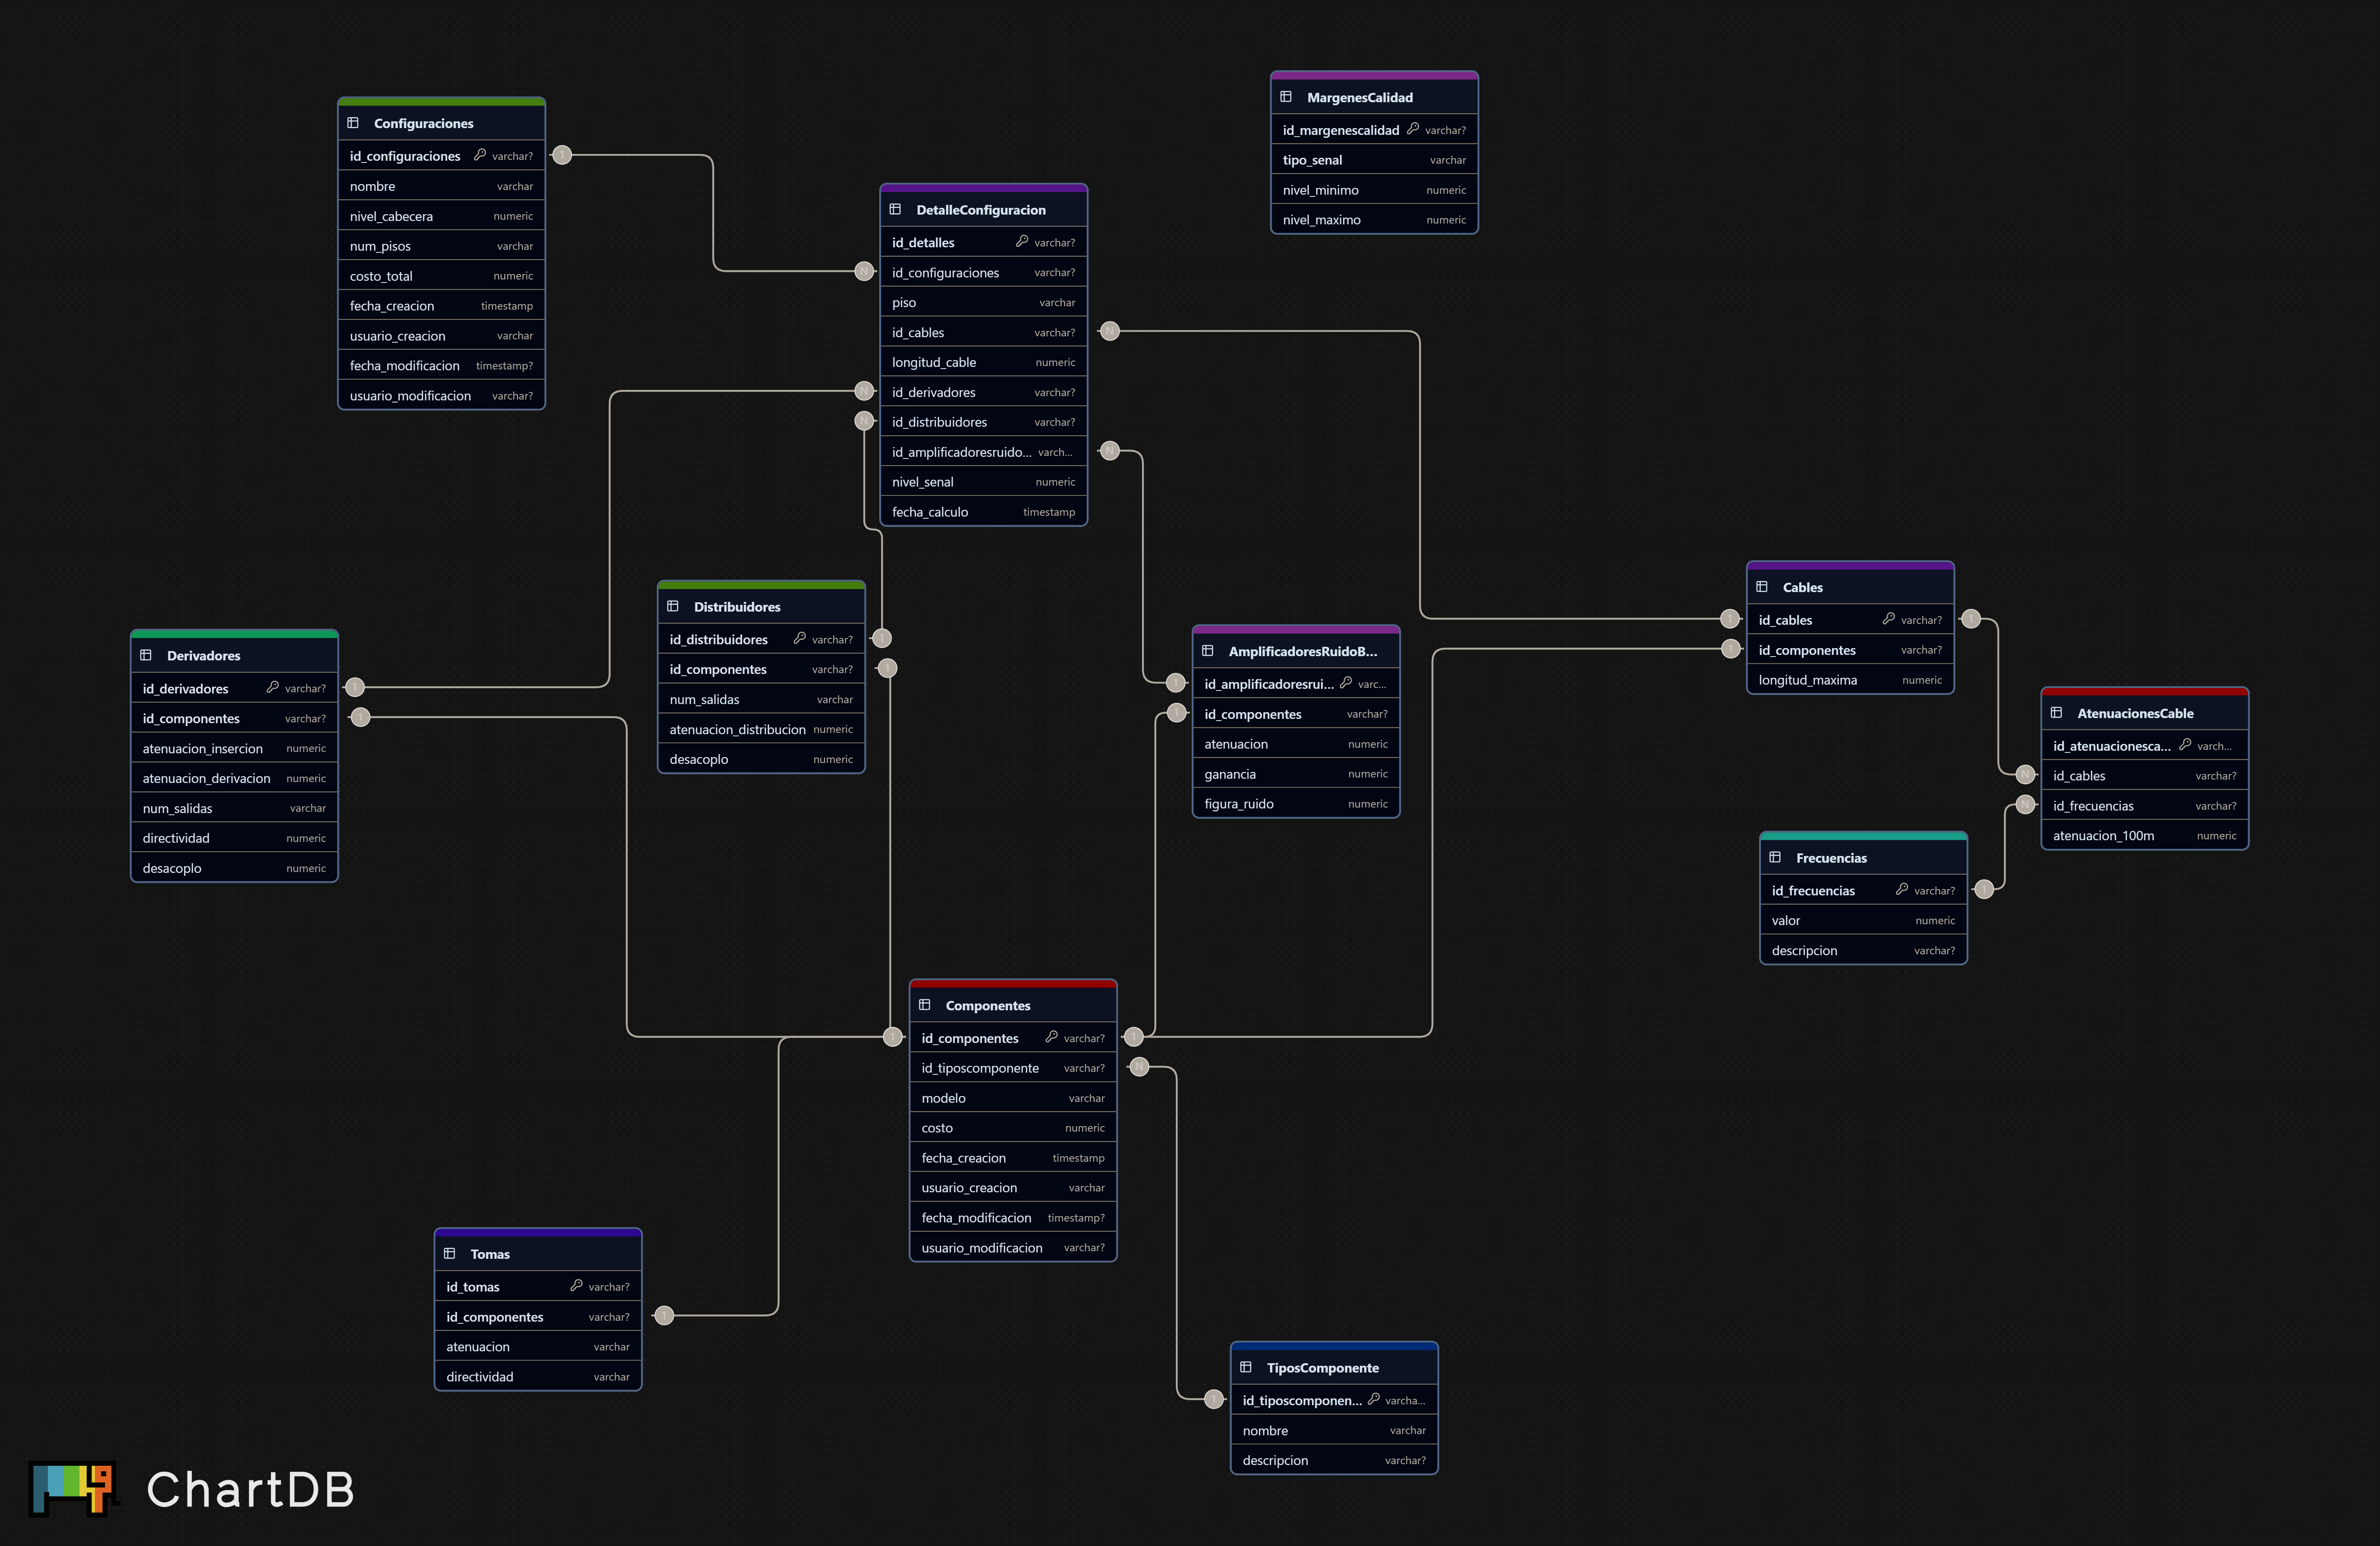 Configuraciones
id_configuraciones varchar?
nombre varchar
nivel_cabecera numeric
num_pisos varchar
costo_total numeric
fecha_creacion timestamp
usuario_creacion varchar
fecha_modificacion timestamp?
usuario_modificacion varchar?
MargenesCalidad
id_margenescalidad varchar?
tipo_senal varchar
nivel_minimo numeric
nivel_maximo numeric
DetalleConfiguracion
id_detalles varchar?
id_configuraciones varchar?
piso varchar
id_cables varchar?
longitud_cable numeric
id_derivadores varchar?
id_distribuidores varchar?
id_amplificadoresruido... varch...
nivel_senal numeric
fecha_calculo timestamp
Derivadores
id_derivadores varchar?
id_componentes varchar?
atenuacion_insercion numeric
atenuacion_derivacion numeric
num_salidas varchar
directividad numeric
desacoplo numeric
Distribuidores
id_distribuidores varchar?
id_componentes varchar?
num_salidas varchar
atenuacion_distribucion numeric
desacoplo numeric
AmplificadoresRuidoB...
id_amplificadoresrui... varc...
id_componentes varchar?
atenuacion numeric
ganancia numeric
figura_ruido numeric
Cables
id_cables varchar?
id_componentes varchar?
longitud_maxima numeric
AtenuacionesCable
id_atenuacionesca... varch...
id_cables varchar?
id_frecuencias varchar?
atenuacion_100m numeric
Frecuencias
id_frecuencias varchar?
valor numeric
descripcion varchar?
Componentes
id_componentes varchar?
id_tiposcomponente varchar?
modelo varchar
costo numeric
fecha_creacion timestamp
usuario_creacion varchar
fecha_modificacion timestamp?
usuario_modificacion varchar?
Tomas
id_tomas varchar?
id_componentes varchar?
atenuacion varchar
directividad varchar
TiposComponente
id_tiposcomponen... varcha...
nombre varchar
descripcion varchar?
ChartDB